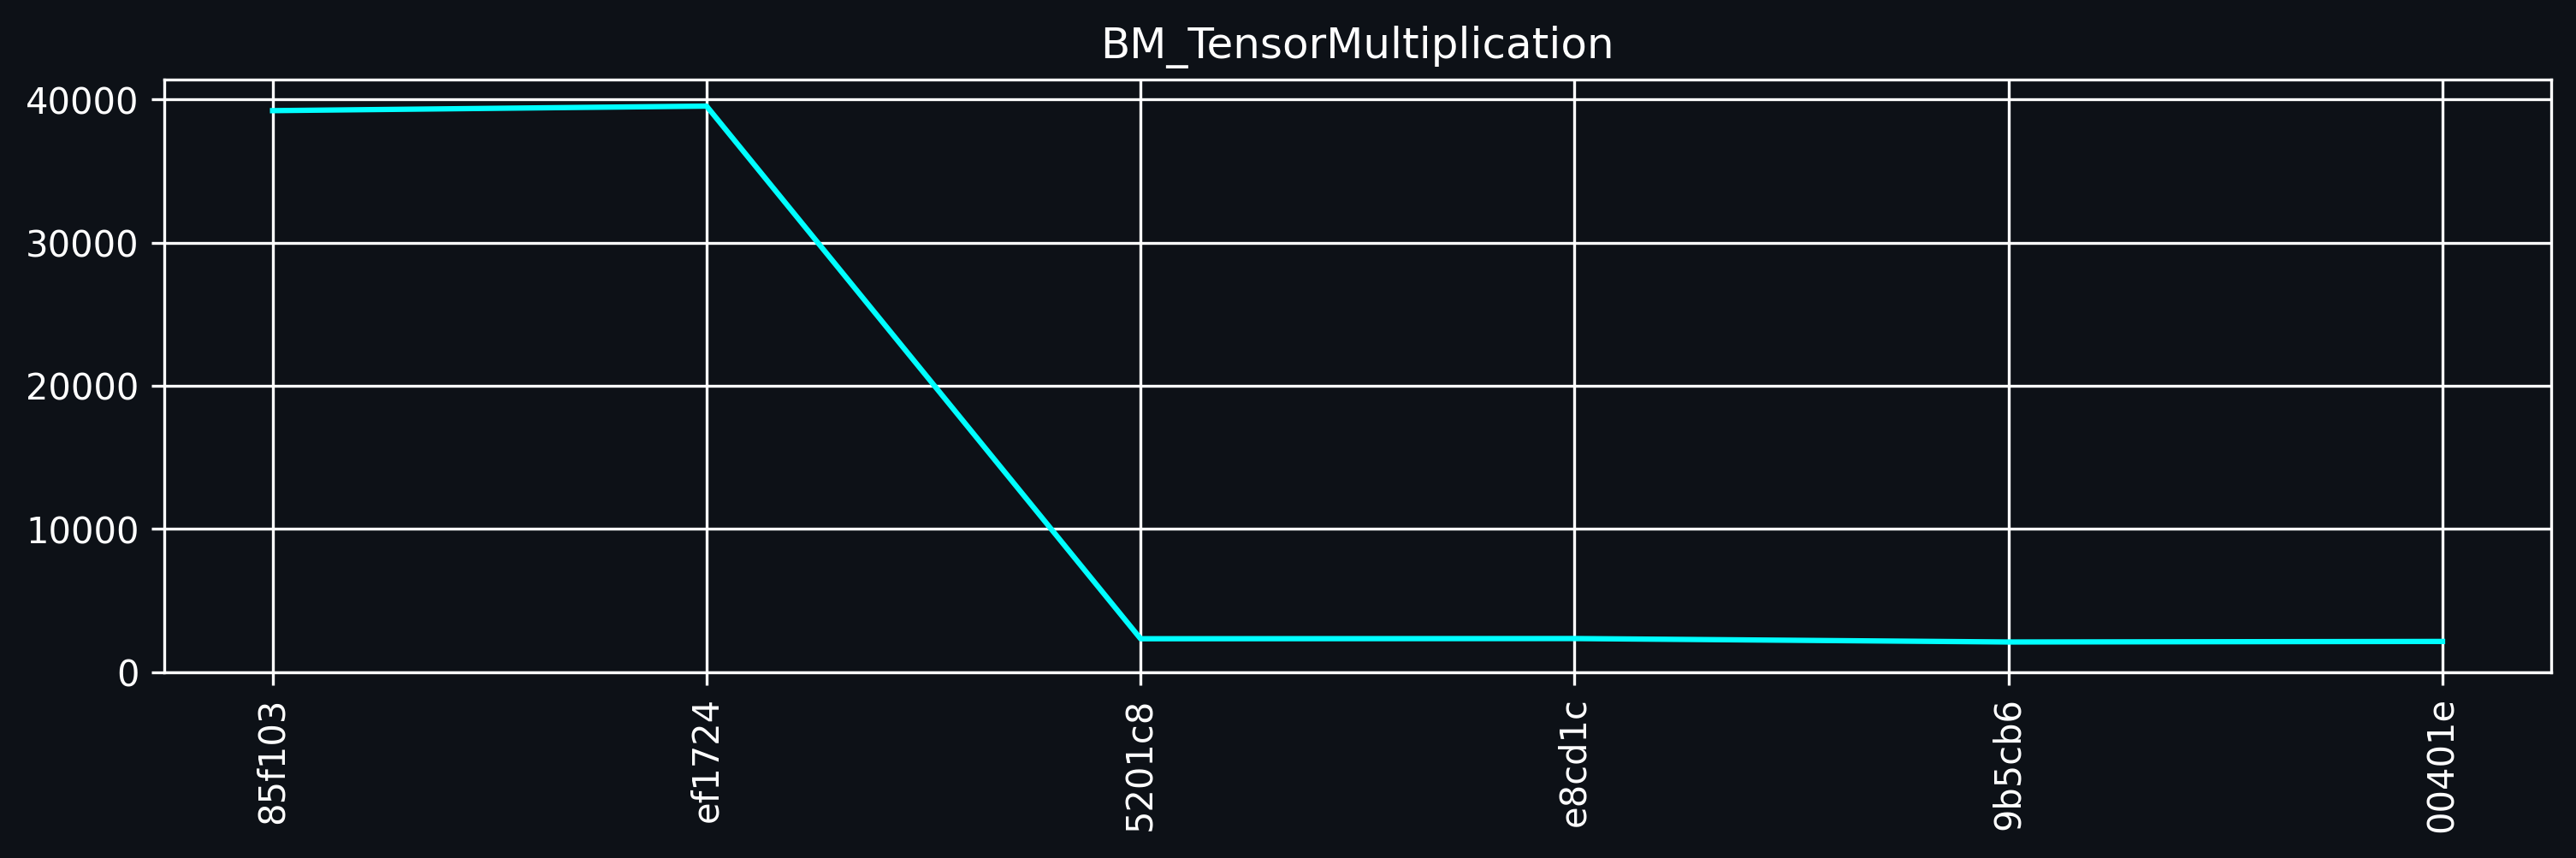 BM_TensorMultiplication
40000
30000
20000
10000
0
85f103
ef1724
5201c8
e8cd1c
9b5cb6
00401e